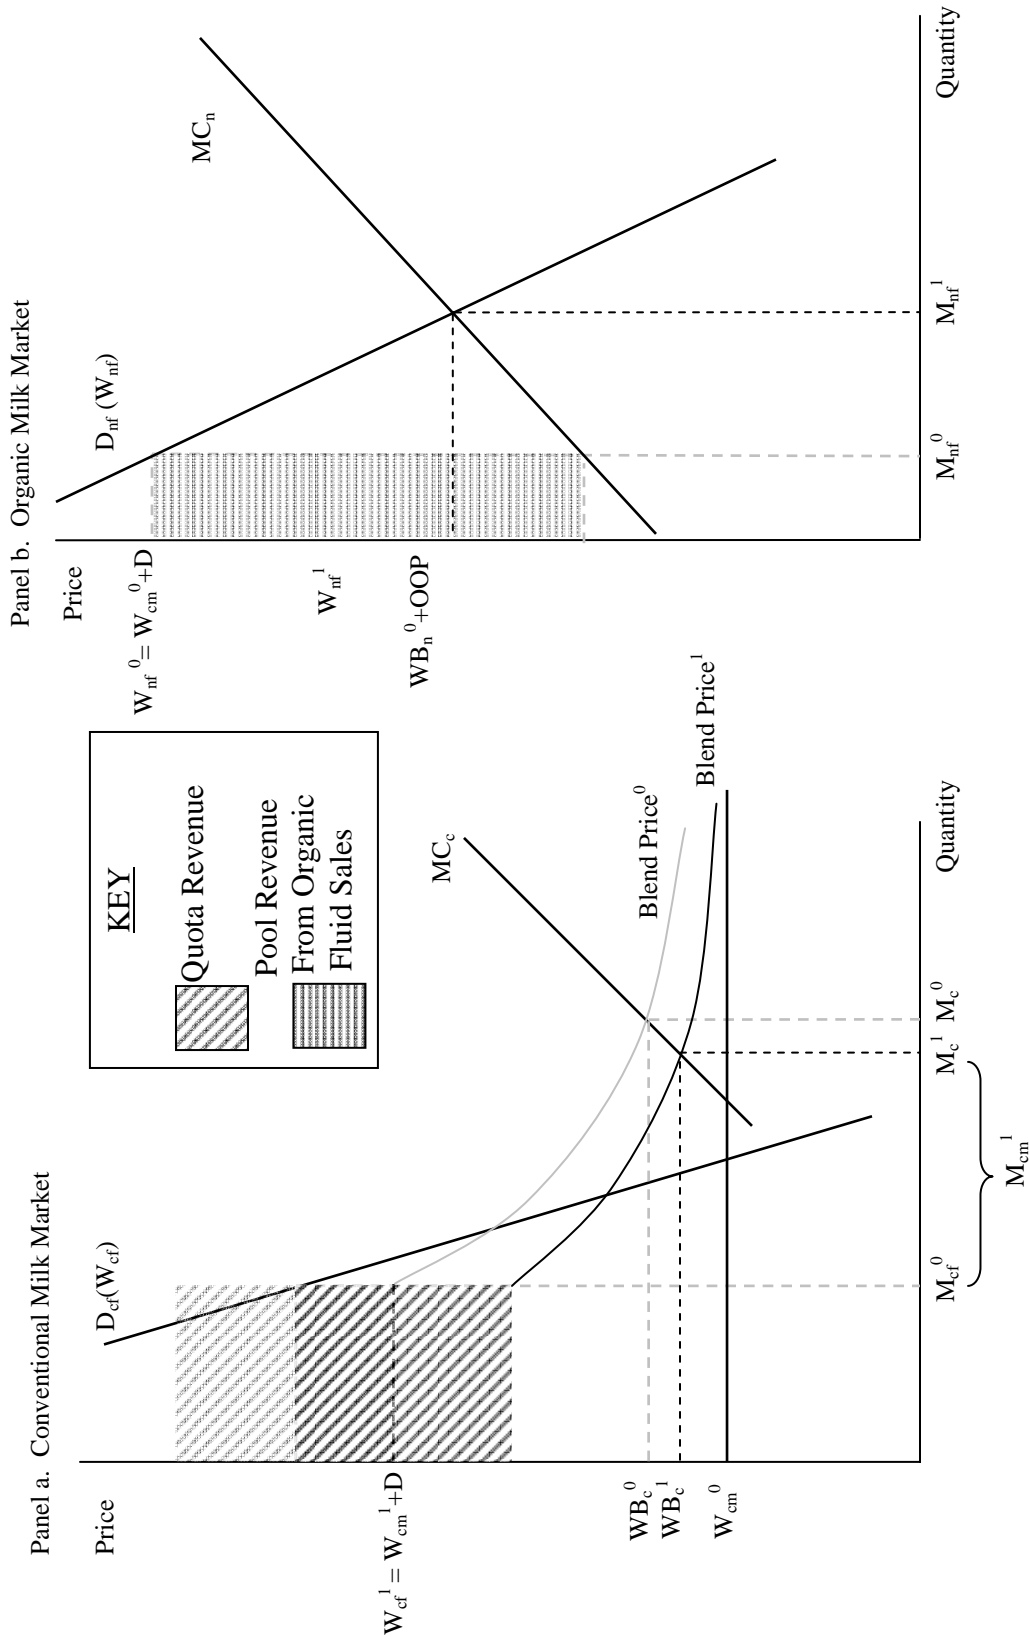 Panel a.  Conventional Milk Market
Price
D_cf(W_cf)
W_cf^1 = W_cm^1+D
MC_c
Blend Price^0
Blend Price^1
WB_c^0
WB_c^1
W_cm^0
M_cf^0
M_c^1
M_c^0
Quantity
M_cm^1
KEY
Quota Revenue
Pool Revenue
From Organic
Fluid Sales
Panel b.  Organic Milk Market
Price
D_nf (W_nf)
W_nf^0 = W_cm^0+D
MC_n
W_nf^1
WB_n^0+OOP
M_nf^0
M_nf^1
Quantity